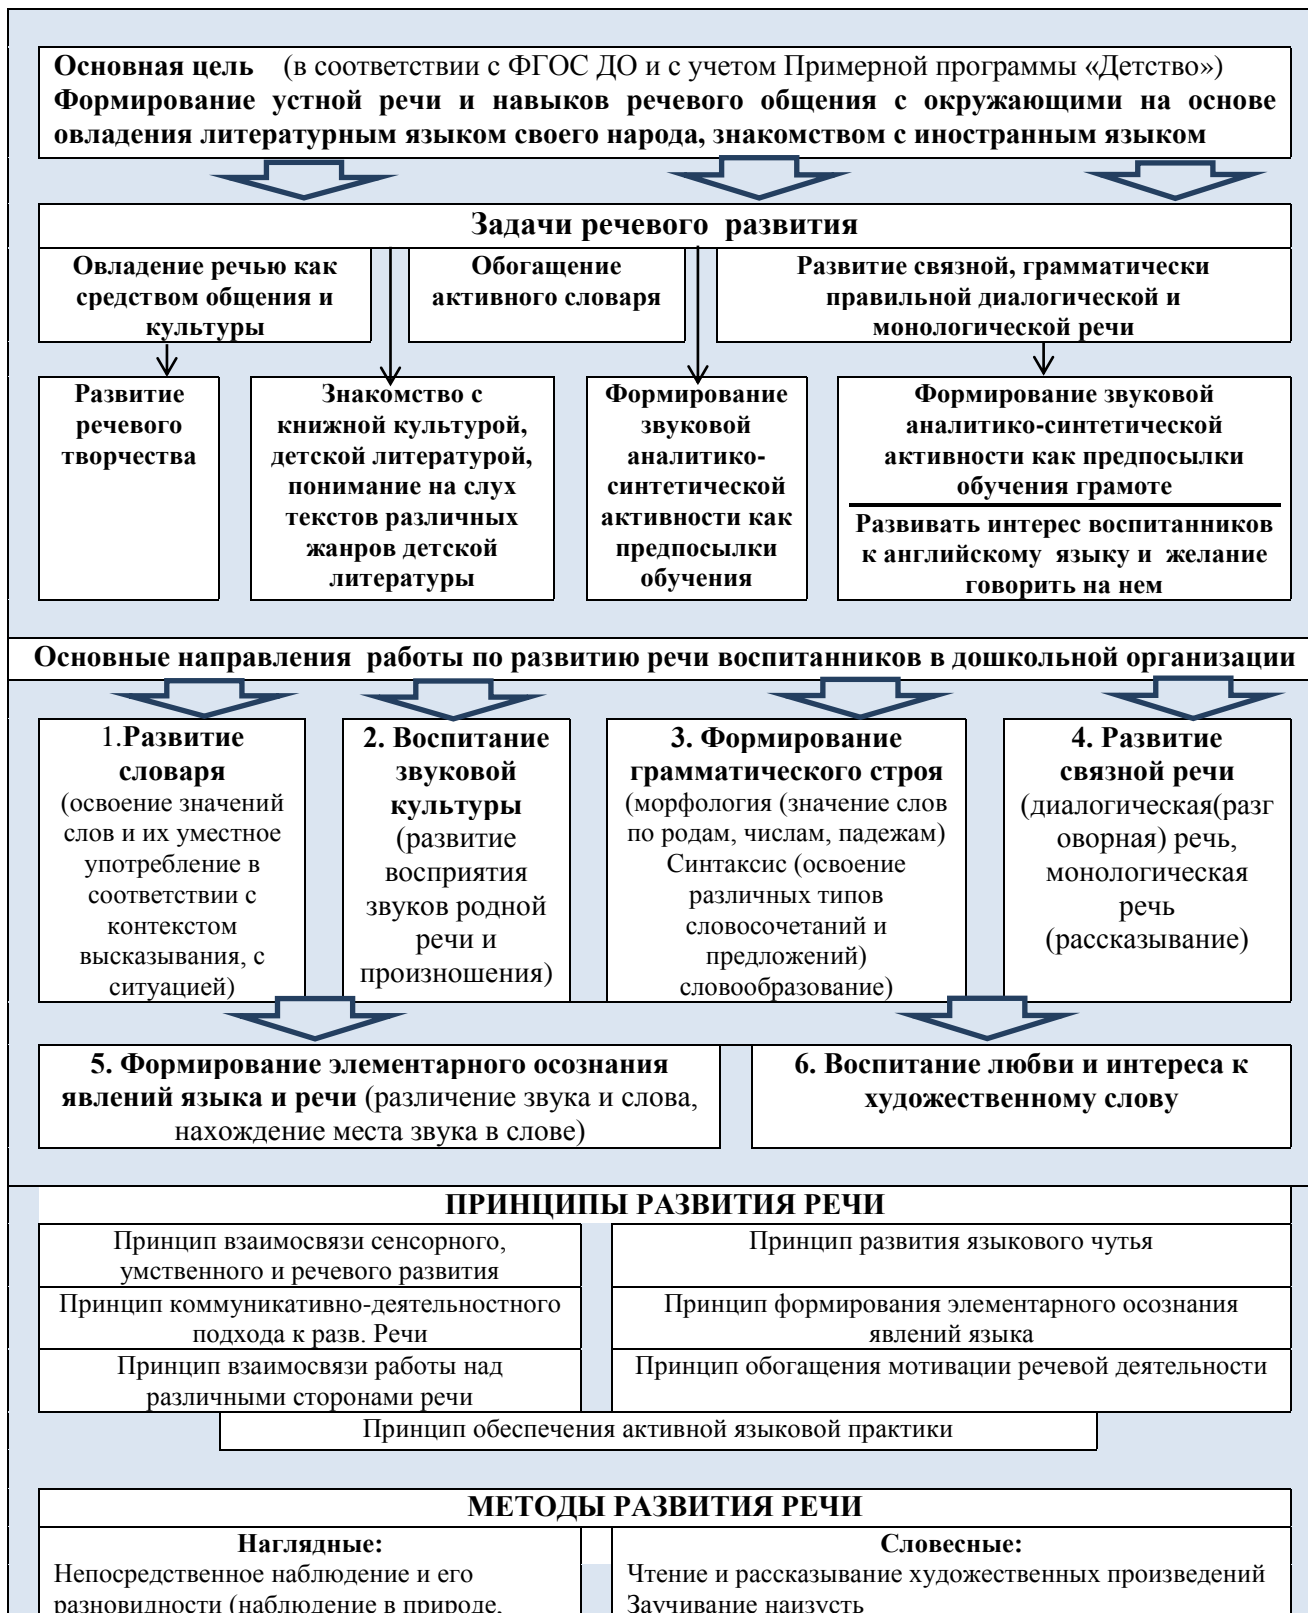 Основная цель (в соответствии с ФГОС ДО и с учетом Примерной программы «Детство»)
Формирование устной речи и навыков речевого общения с окружающими на основе
овладения литературным языком своего народа, знакомством с иностранным языком
Задачи речевого развития
Овладение речью как
средством общения и
культуры
Обогащение
активного словаря
Развитие связной, грамматически
правильной диалогической и
монологической речи
Развитие
речевого
творчества
Знакомство с
книжной культурой,
детской литературой,
понимание на слух
текстов различных
жанров детской
литературы
Формирование
звуковой
аналитико-
синтетической
активности как
предпосылки
обучения
Формирование звуковой
аналитико-синтетической
активности как предпосылки
обучения грамоте
Развивать интерес воспитанников
к английскому языку и желание
говорить на нем
Основные направления работы по развитию речи воспитанников в дошкольной организации
1.Развитие
словаря
(освоение значений
слов и их уместное
употребление в
соответствии с
контекстом
высказывания, с
ситуацией)
2. Воспитание
звуковой
культуры
(развитие
восприятия
звуков родной
речи и
произношения)
3. Формирование
грамматического строя
(морфология (значение слов
по родам, числам, падежам)
Синтаксис (освоение
различных типов
словосочетаний и
предложений)
словообразование)
4. Развитие
связной речи
(диалогическая(разг
оворная) речь,
монологическая
речь
(рассказывание)
5. Формирование элементарного осознания
явлений языка и речи (различение звука и слова,
нахождение места звука в слове)
6. Воспитание любви и интереса к
художественному слову
ПРИНЦИПЫ РАЗВИТИЯ РЕЧИ
Принцип взаимосвязи сенсорного,
умственного и речевого развития
Принцип развития языкового чутья
Принцип коммуникативно-деятельностного
подхода к разв. Речи
Принцип формирования элементарного осознания
явлений языка
Принцип взаимосвязи работы над
различными сторонами речи
Принцип обогащения мотивации речевой деятельности
Принцип обеспечения активной языковой практики
МЕТОДЫ РАЗВИТИЯ РЕЧИ
Наглядные:
Непосредственное наблюдение и его
разновидности (наблюдение в природе,
Словесные:
Чтение и рассказывание художественных произведений
Заучивание наизусть